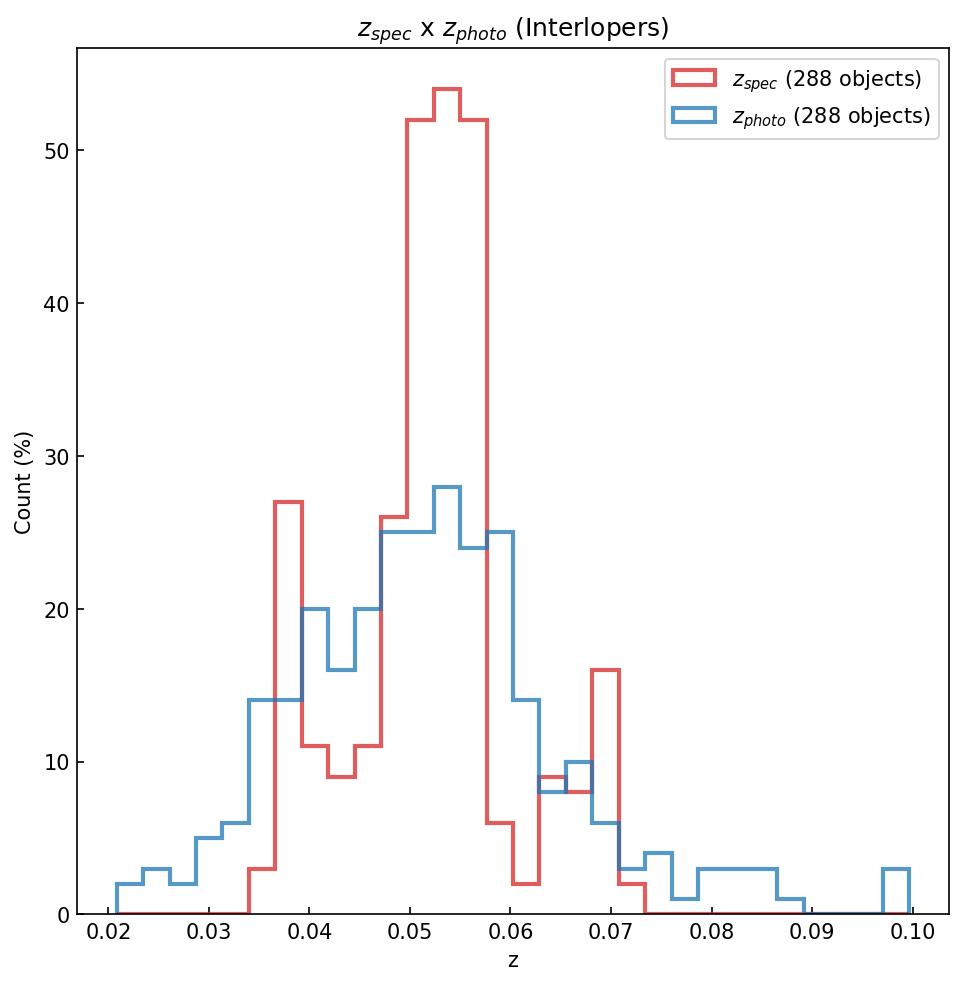 z_spec x z_photo (Interlopers)
z_spec (288 objects)
z_photo (288 objects)
Count (%)
50
40
30
20
10
0
0.02 0.03 0.04 0.05 0.06 0.07 0.08 0.09 0.10
z